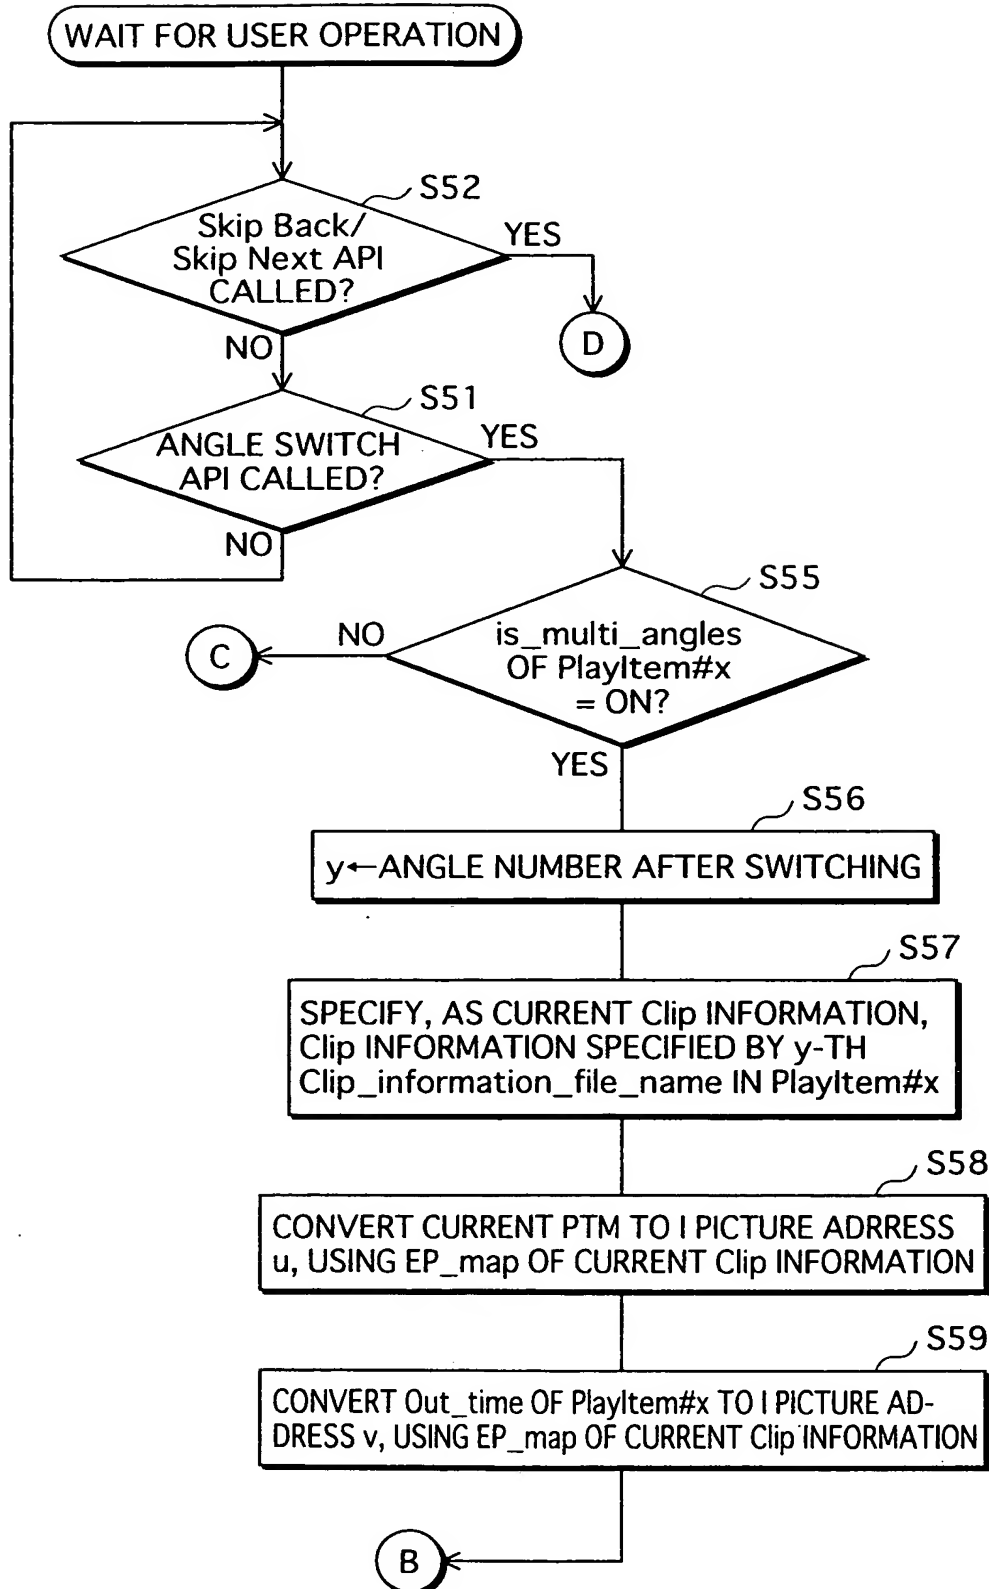 WAIT FOR USER OPERATION
S52
Skip Back/
Skip Next API
CALLED?
YES
D
NO
S51
ANGLE SWITCH
API CALLED?
YES
NO
S55
is_multi_angles
OF PlayItem#x
= ON?
NO
C
YES
S56
y←ANGLE NUMBER AFTER SWITCHING
S57
SPECIFY, AS CURRENT Clip INFORMATION,
Clip INFORMATION SPECIFIED BY y-TH
Clip_information_file_name IN PlayItem#x
S58
CONVERT CURRENT PTM TO I PICTURE ADRRESS
u, USING EP_map OF CURRENT Clip INFORMATION
S59
CONVERT Out_time OF PlayItem#x TO I PICTURE AD-
DRESS v, USING EP_map OF CURRENT Clip INFORMATION
B